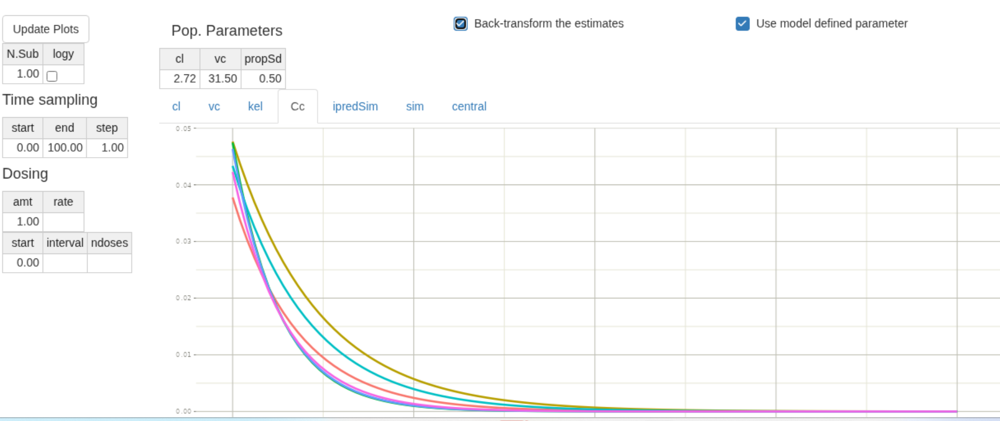 Update Plots
N.Sub logy
1.00
Time sampling
start end step
0.00 100.00 1.00
Dosing
amt rate
1.00
start interval ndoses
0.00
Pop. Parameters
Back-transform the estimates
Use model defined parameter
cl vc propSd
2.72 31.50 0.50
cl vc kel Cc ipredSim sim central
0.05
0.04
0.03
0.02
0.01
0.00